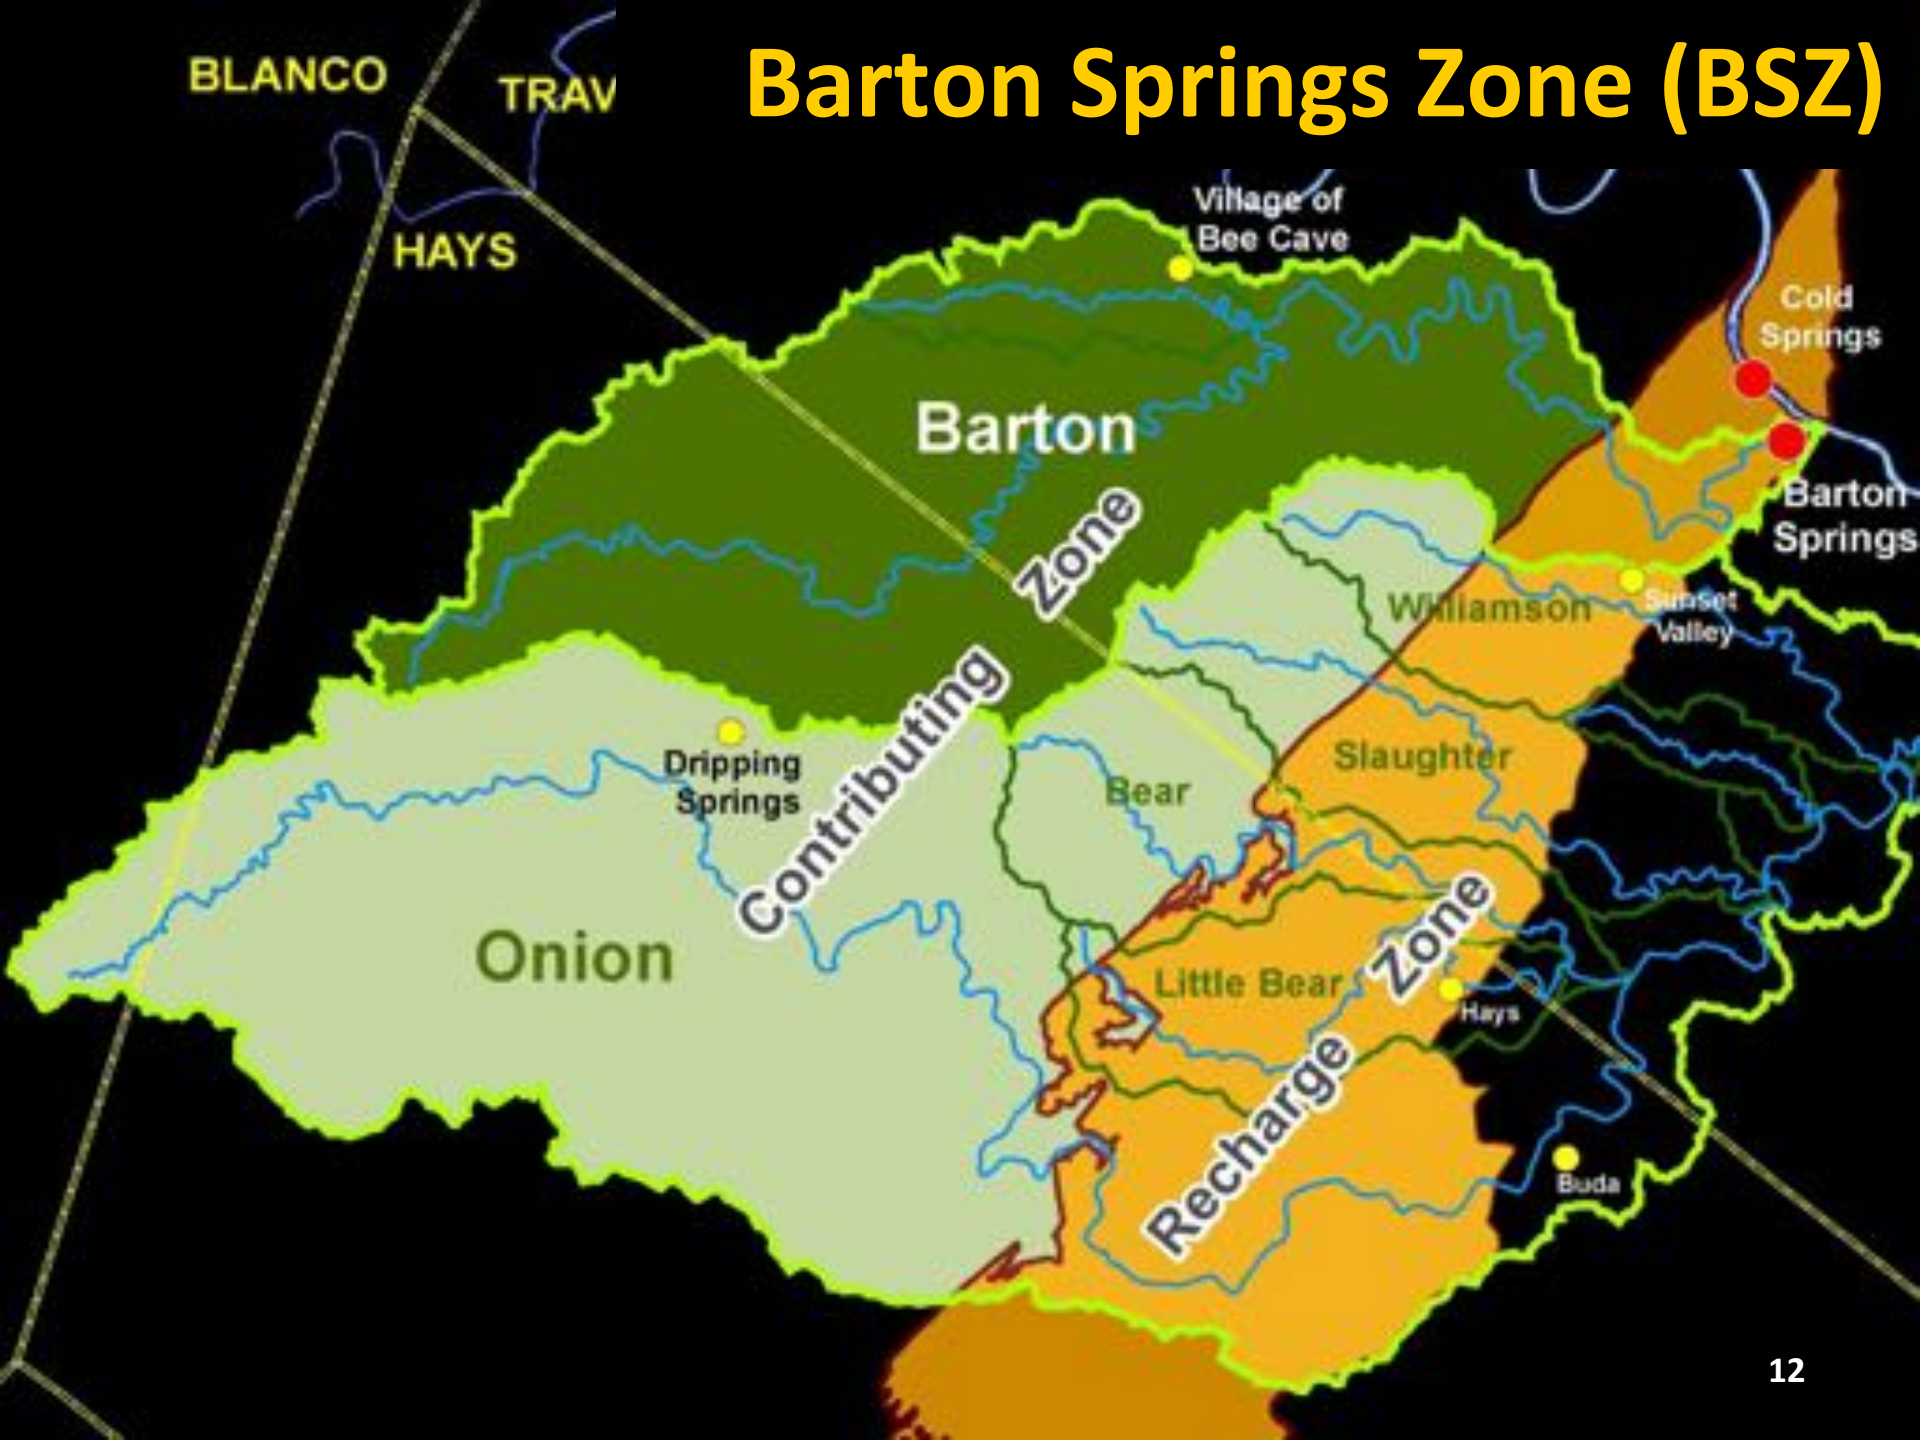 Barton Springs Zone (BSZ)
BLANCO
TRAV
HAYS
Village of
Bee Cave
Cold
Springs
Barton
Barton
Springs
Zone
Williamson
Sunset
Valley
Contributing
Dripping
Springs
Slaughter
Bear
Onion
Zone
Little Bear
Hays
Recharge
Buda
12